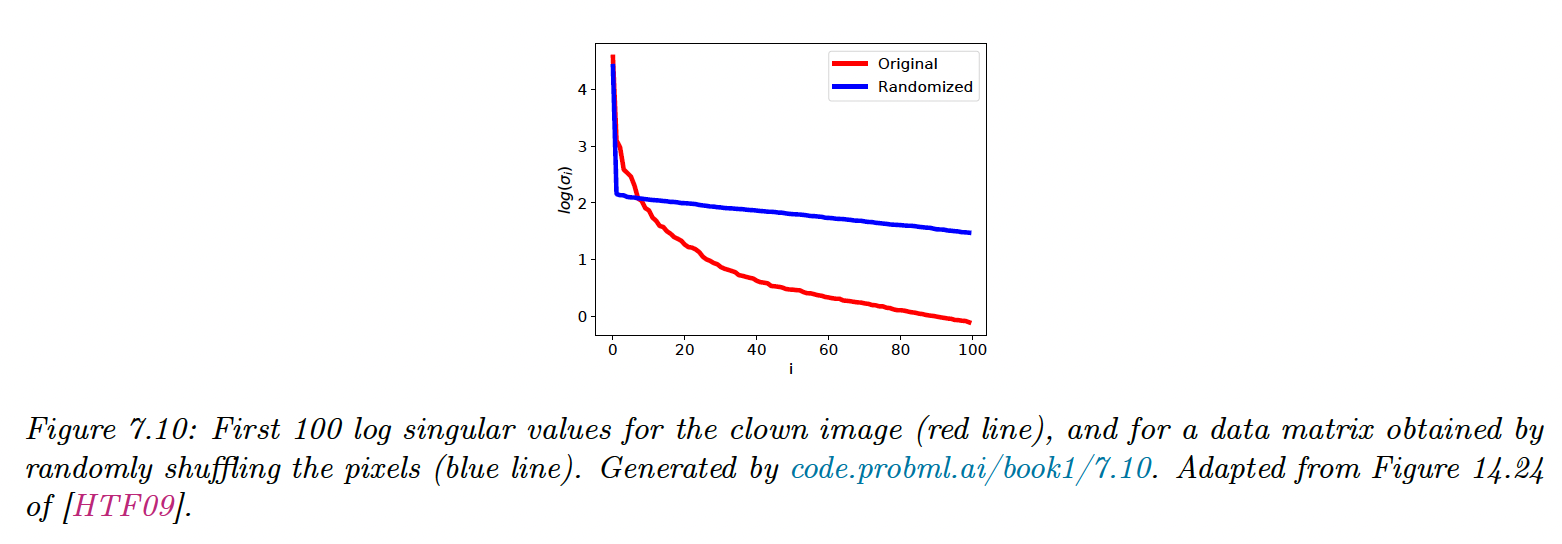 Original
Randomized
4
3
2
1
0
log(σᵢ)
0 20 40 60 80 100
i
Figure 7.10: First 100 log singular values for the clown image (red line), and for a data matrix obtained by
randomly shuffling the pixels (blue line). Generated by code.probml.ai/book1/7.10. Adapted from Figure 14.24
of [HTF09].